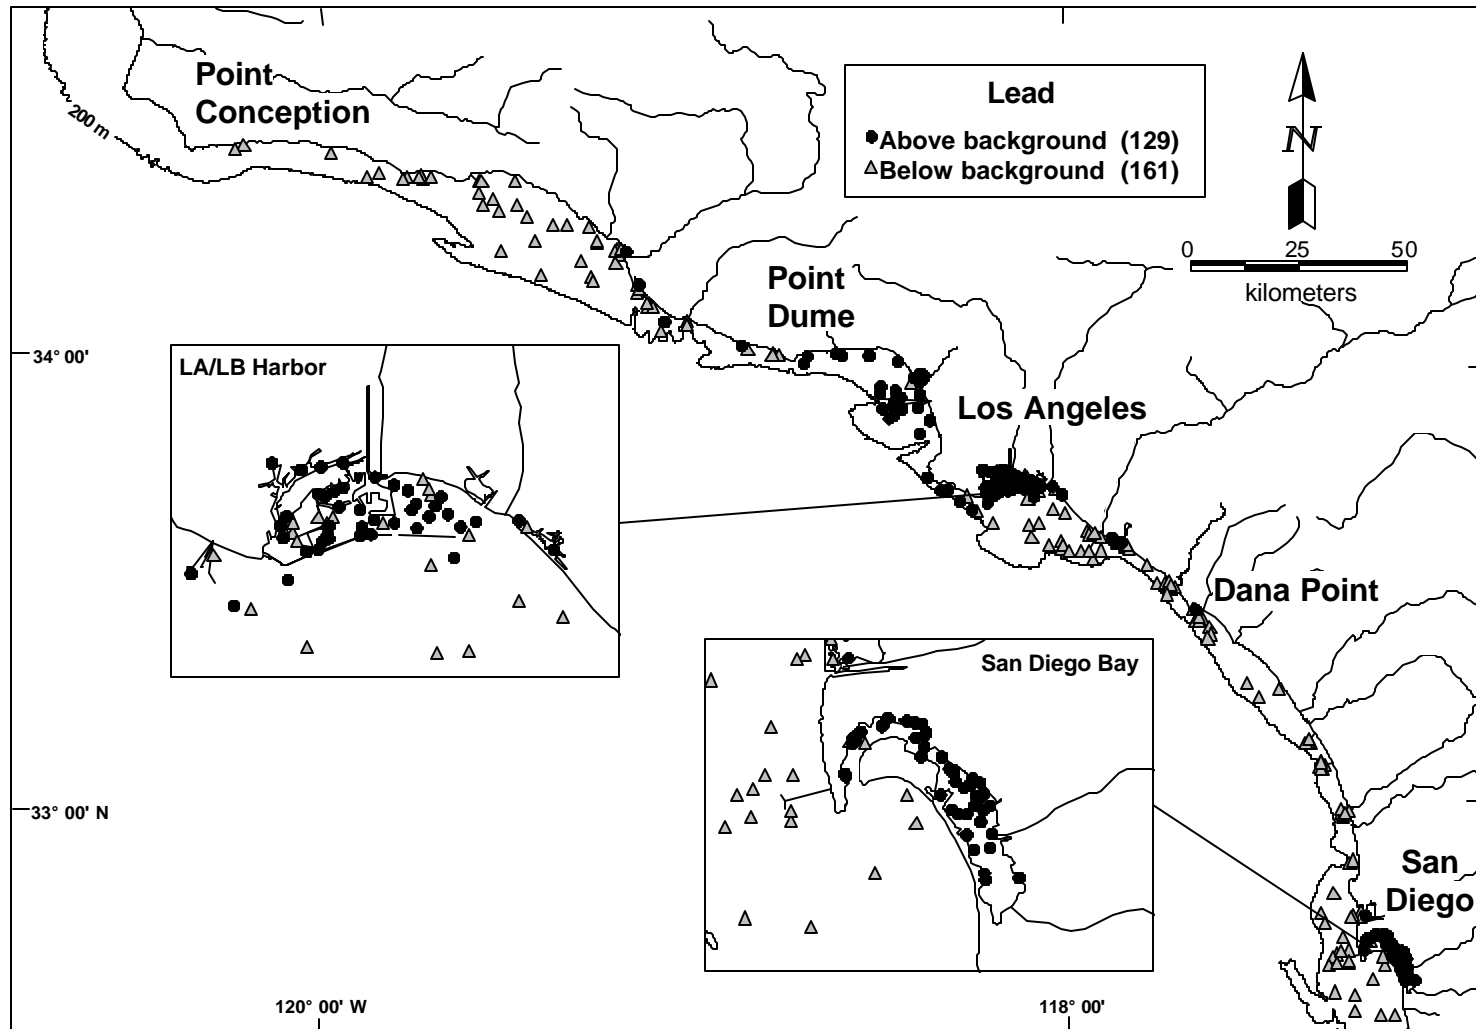 Point
Conception
200 m
Lead
Above background (129)
Below background (161)
N
0 25 50
kilometers
Point
Dume
34° 00'
LA/LB Harbor
Los Angeles
Dana Point
San Diego Bay
33° 00' N
San
Diego
120° 00' W
118° 00'